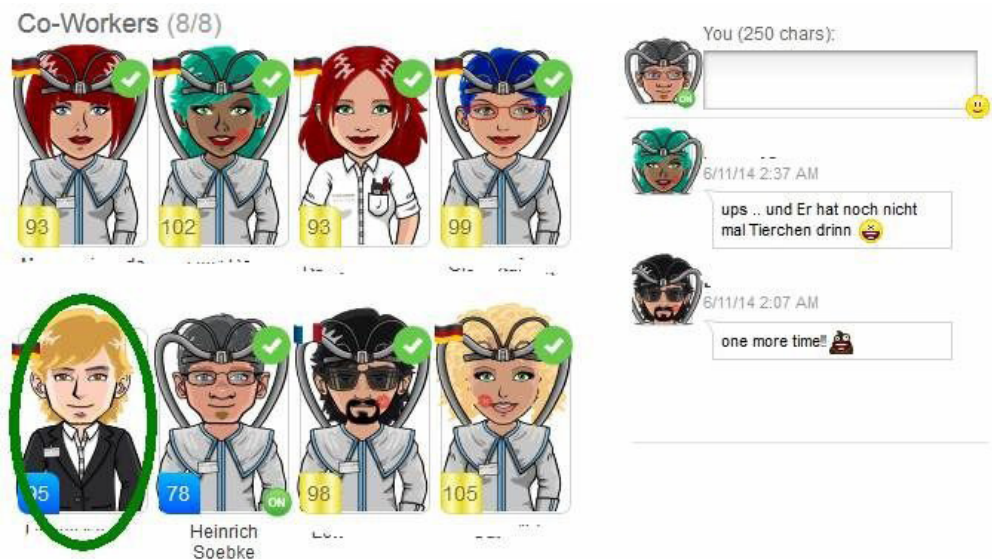 Co-Workers (8/8)
93
102
93
99
95
78
ON
98
105
Heinrich
Soebke
You (250 chars):
ON
6/11/14 2:37 AM
ups .. und Er hat noch nicht
mal Tierchen drinn
6/11/14 2:07 AM
one more time!!